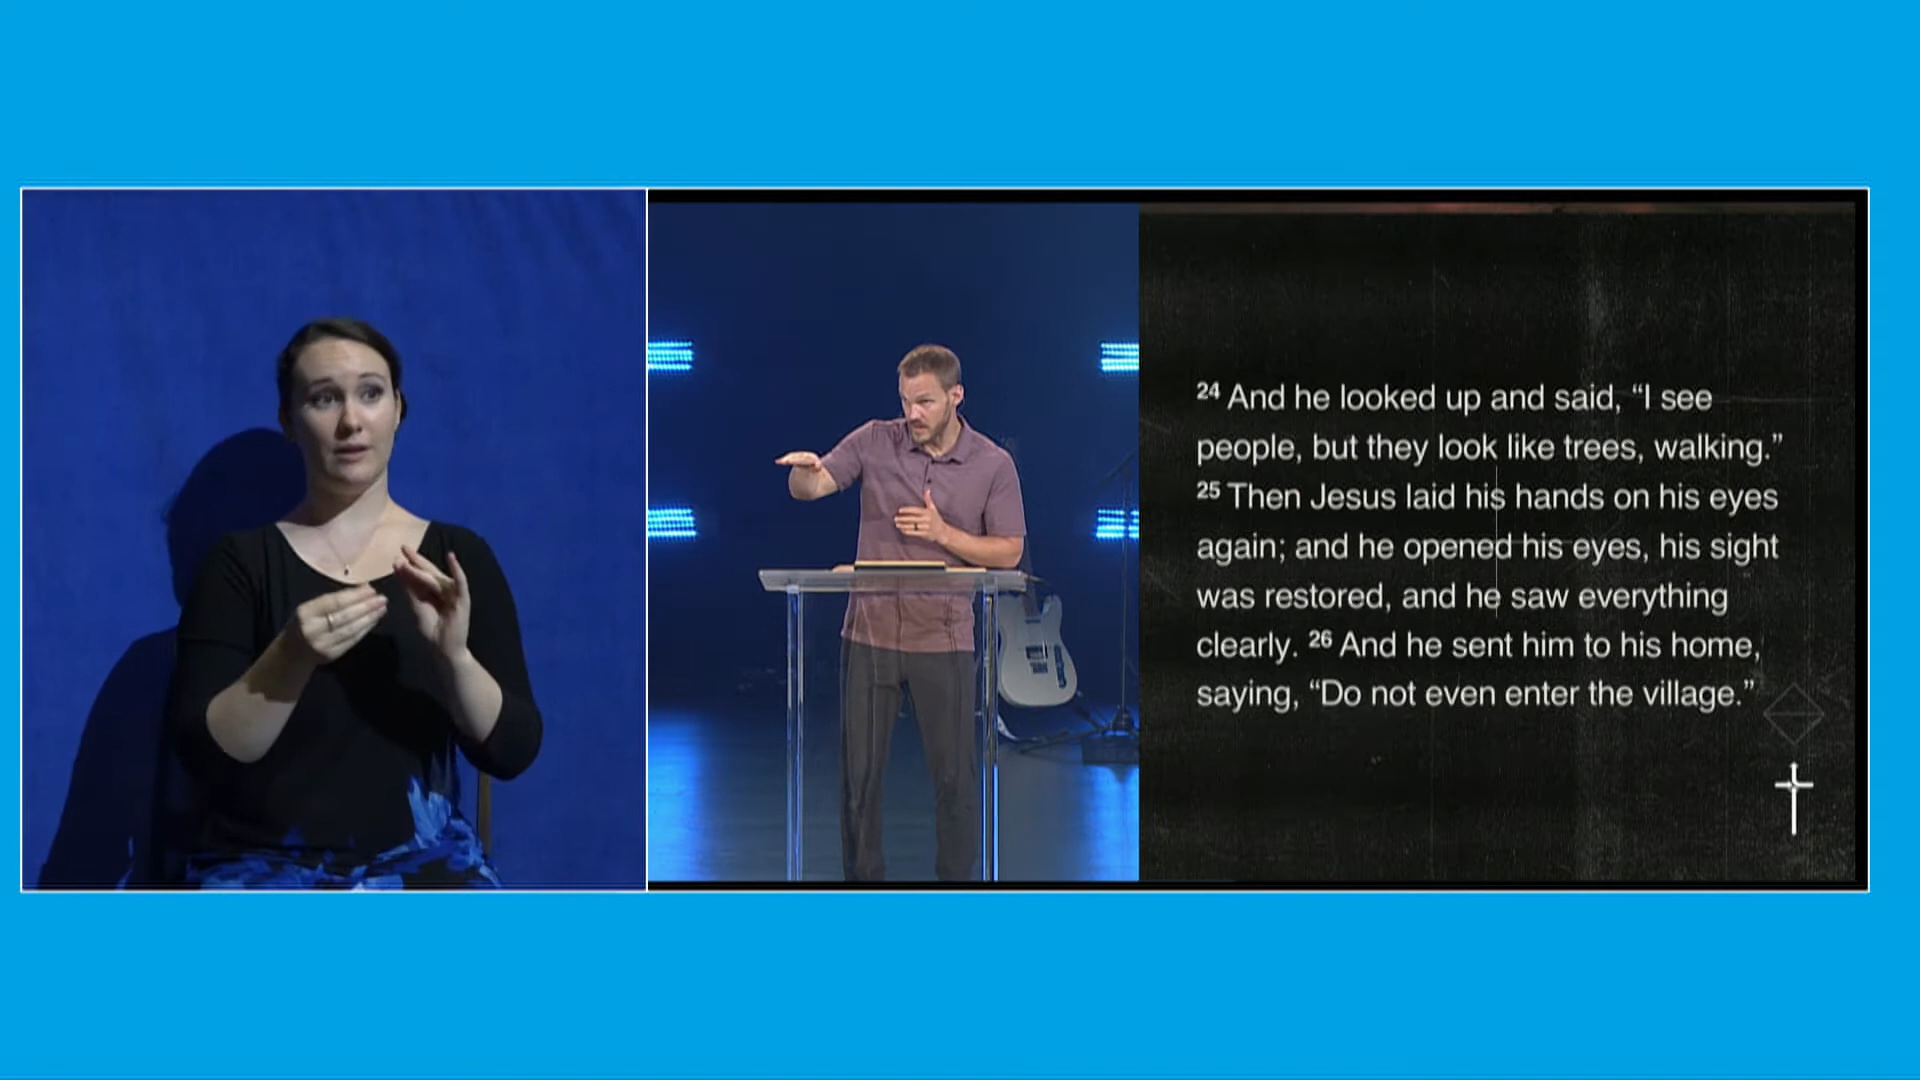 24 And he looked up and said, “I see
people, but they look like trees, walking.”
25 Then Jesus laid his hands on his eyes
again; and he opened his eyes, his sight
was restored, and he saw everything
clearly. 26 And he sent him to his home,
saying, “Do not even enter the village.”